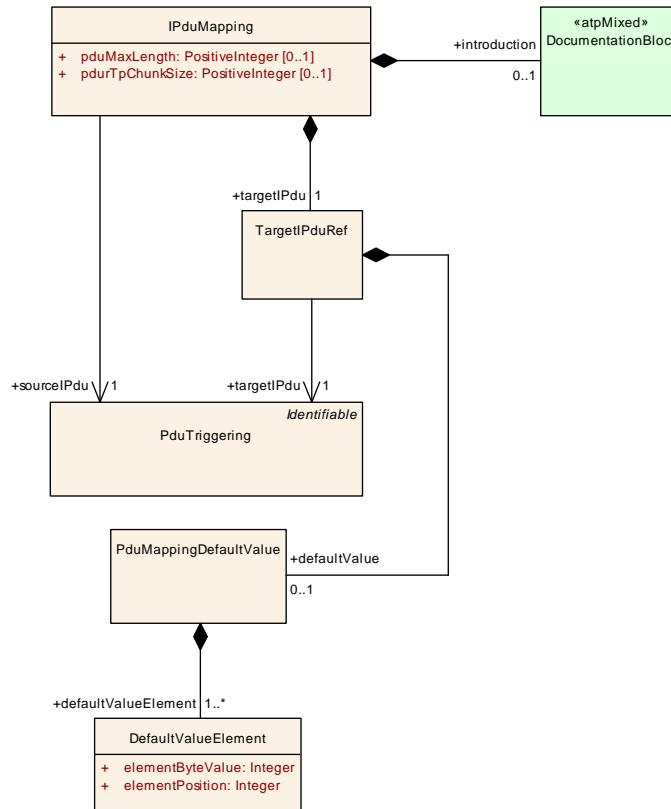 IPduMapping
+ pduMaxLength: PositiveInteger [0..1]
+ pdurTpChunkSize: PositiveInteger [0..1]
«atpMixed»
DocumentationBloc
+introduction
0..1
+targetIPdu 1
TargetIPduRef
+sourceIPdu 1
+targetIPdu 1
Identifiable
PduTriggering
PduMappingDefaultValue
+defaultValue
0..1
+defaultValueElement 1..*
DefaultValueElement
+ elementByteValue: Integer
+ elementPosition: Integer